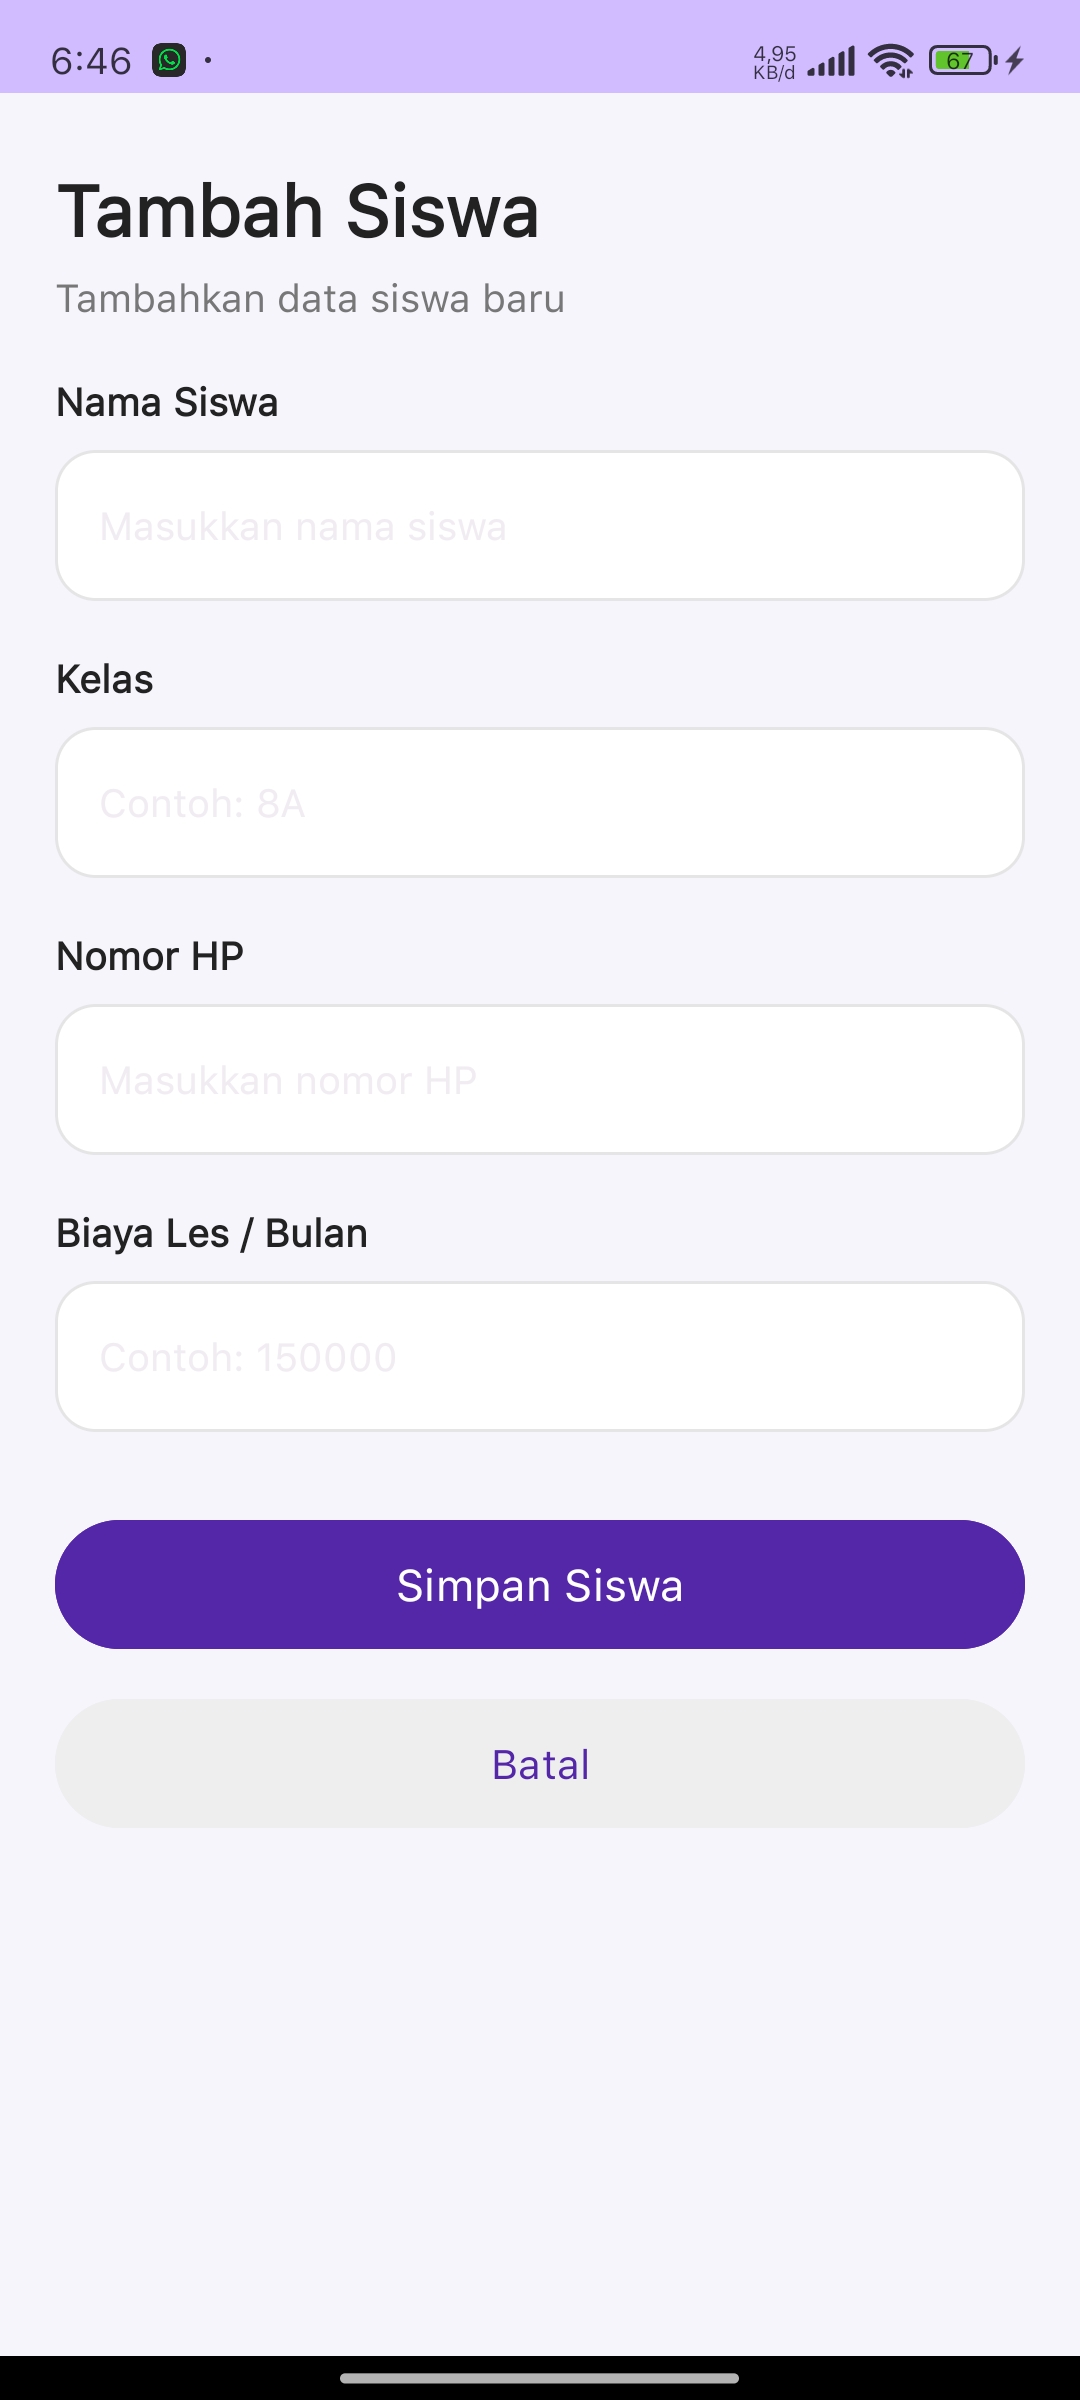 6:46
4,95
KB/d
67
Tambah Siswa
Tambahkan data siswa baru
Nama Siswa
Masukkan nama siswa
Kelas
Contoh: 8A
Nomor HP
Masukkan nomor HP
Biaya Les / Bulan
Contoh: 150000
Simpan Siswa
Batal